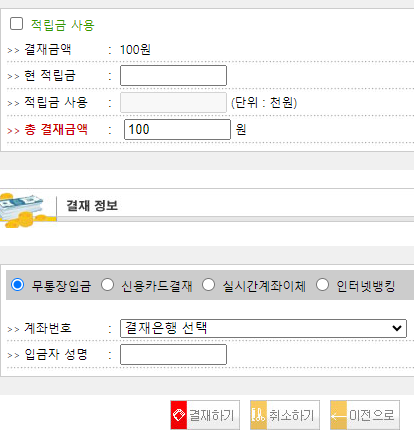 적립금 사용
>> 결재금액 : 100원
>> 현 적립금 :
>> 적립금 사용 : (단위 : 천원)
>> 총 결재금액 : 100 원
결재 정보
무통장입금 신용카드결재 실시간계좌이체 인터넷뱅킹
>> 계좌번호 : 결재은행 선택
>> 입금자 성명 :
결재하기 취소하기 이전으로